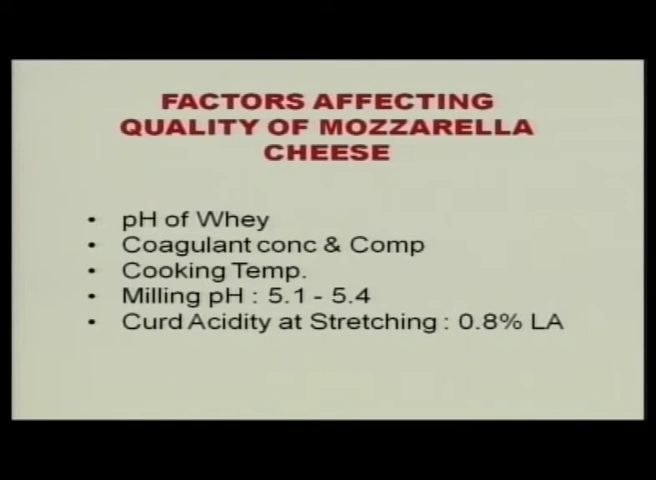 FACTORS AFFECTING
QUALITY OF MOZZARELLA
CHEESE
• pH of Whey
• Coagulant conc & Comp
• Cooking Temp.
• Milling pH : 5.1 - 5.4
• Curd Acidity at Stretching : 0.8% LA